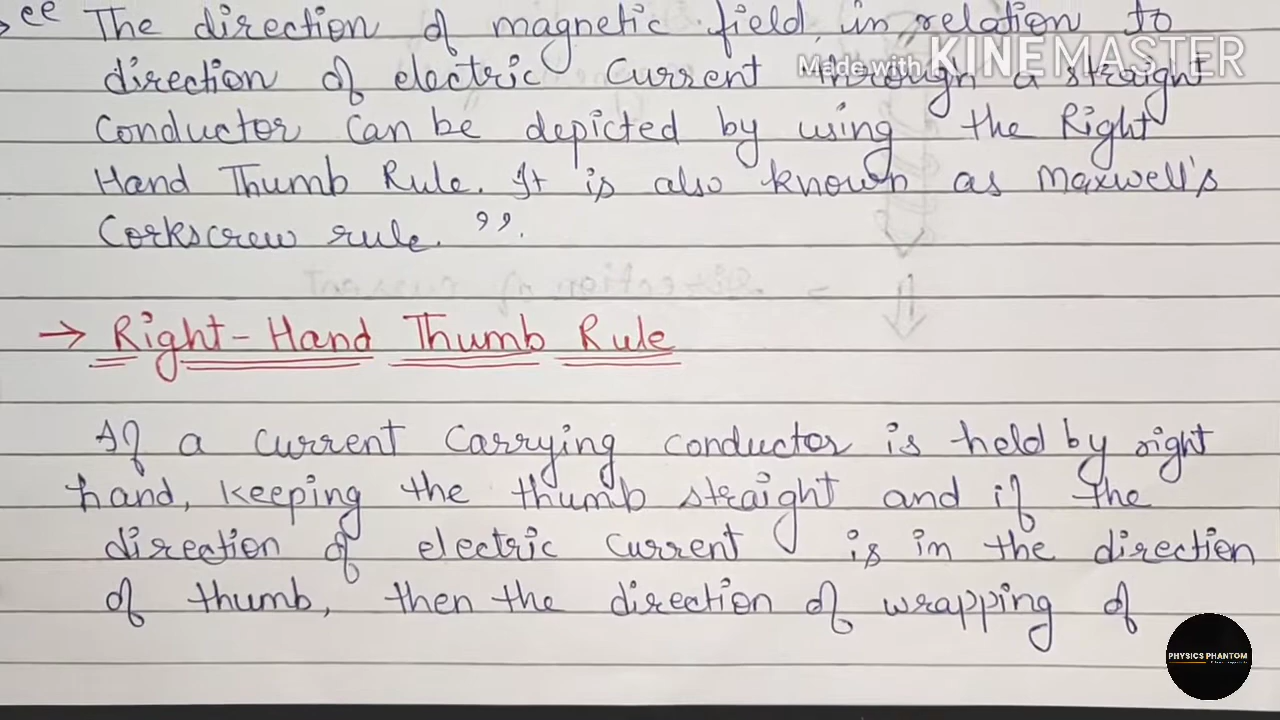 “ The direction of magnetic field, in relation to
direction of electric current through a straight
Conductor can be depicted by using the Right
Hand Thumb Rule. It is also known as Maxwell's
Corkscrew rule. ”.
Made with KINEMASTER
→ Right-Hand Thumb Rule
If a current carrying conductor is held by right
hand, keeping the thumb straight and if the
direction of electric current is in the direction
of thumb, then the direction of wrapping of
PHYSICS PHANTOM